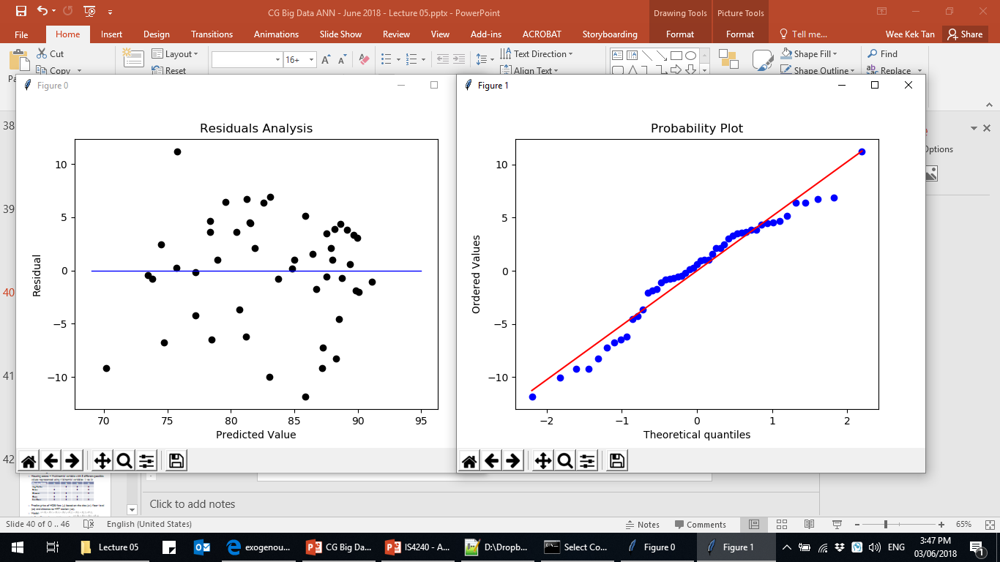 CG Big Data ANN - June 2018 - Lecture 05.pptx - PowerPoint
Drawing Tools
Picture Tools
File
Home
Insert
Design
Transitions
Animations
Slide Show
Review
View
Add-ins
ACROBAT
Storyboarding
Format
Format
Tell me...
Wee Kek Tan
Share
Cut
Copy
Layout
Reset
16+
Text Direction
Align Text
Shape Fill
Shape Outline
Find
Replace
Figure 0
Figure 1
38
39
40
41
42
Residuals Analysis
10
5
0
−5
−10
Residual
70
75
80
85
90
95
Predicted Value
Probability Plot
10
5
0
−5
−10
Ordered Values
−2
−1
0
1
2
Theoretical quantiles
Options
Click to add notes
Slide 40 of 0 .. 46
English (United States)
Notes
Comments
65%
Lecture 05
exogenou...
CG Big Da...
IS4240 - A...
D:\Dropb...
Select Co...
Figure 0
Figure 1
ENG
3:47 PM
03/06/2018
1